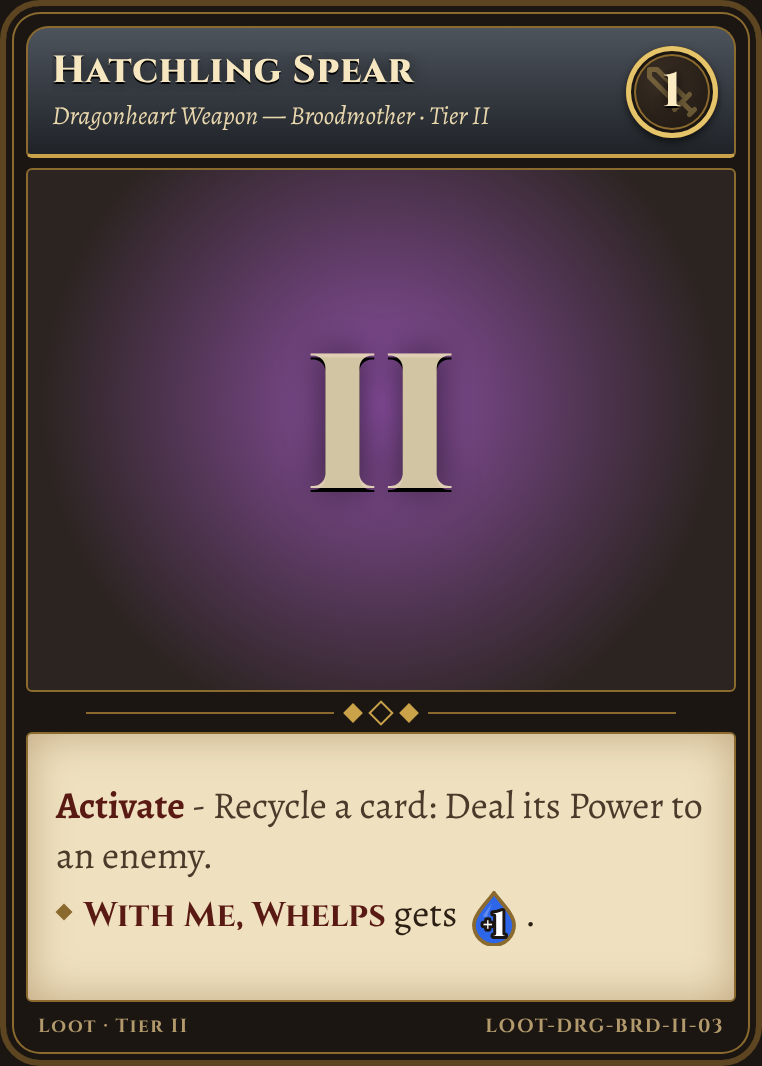 Hatchling Spear
1
Dragonheart Weapon — Broodmother · Tier II
II
Activate - Recycle a card: Deal its Power to
an enemy.
With Me, Whelps gets +1 .
Loot · Tier II
LOOT-DRG-BRD-II-03